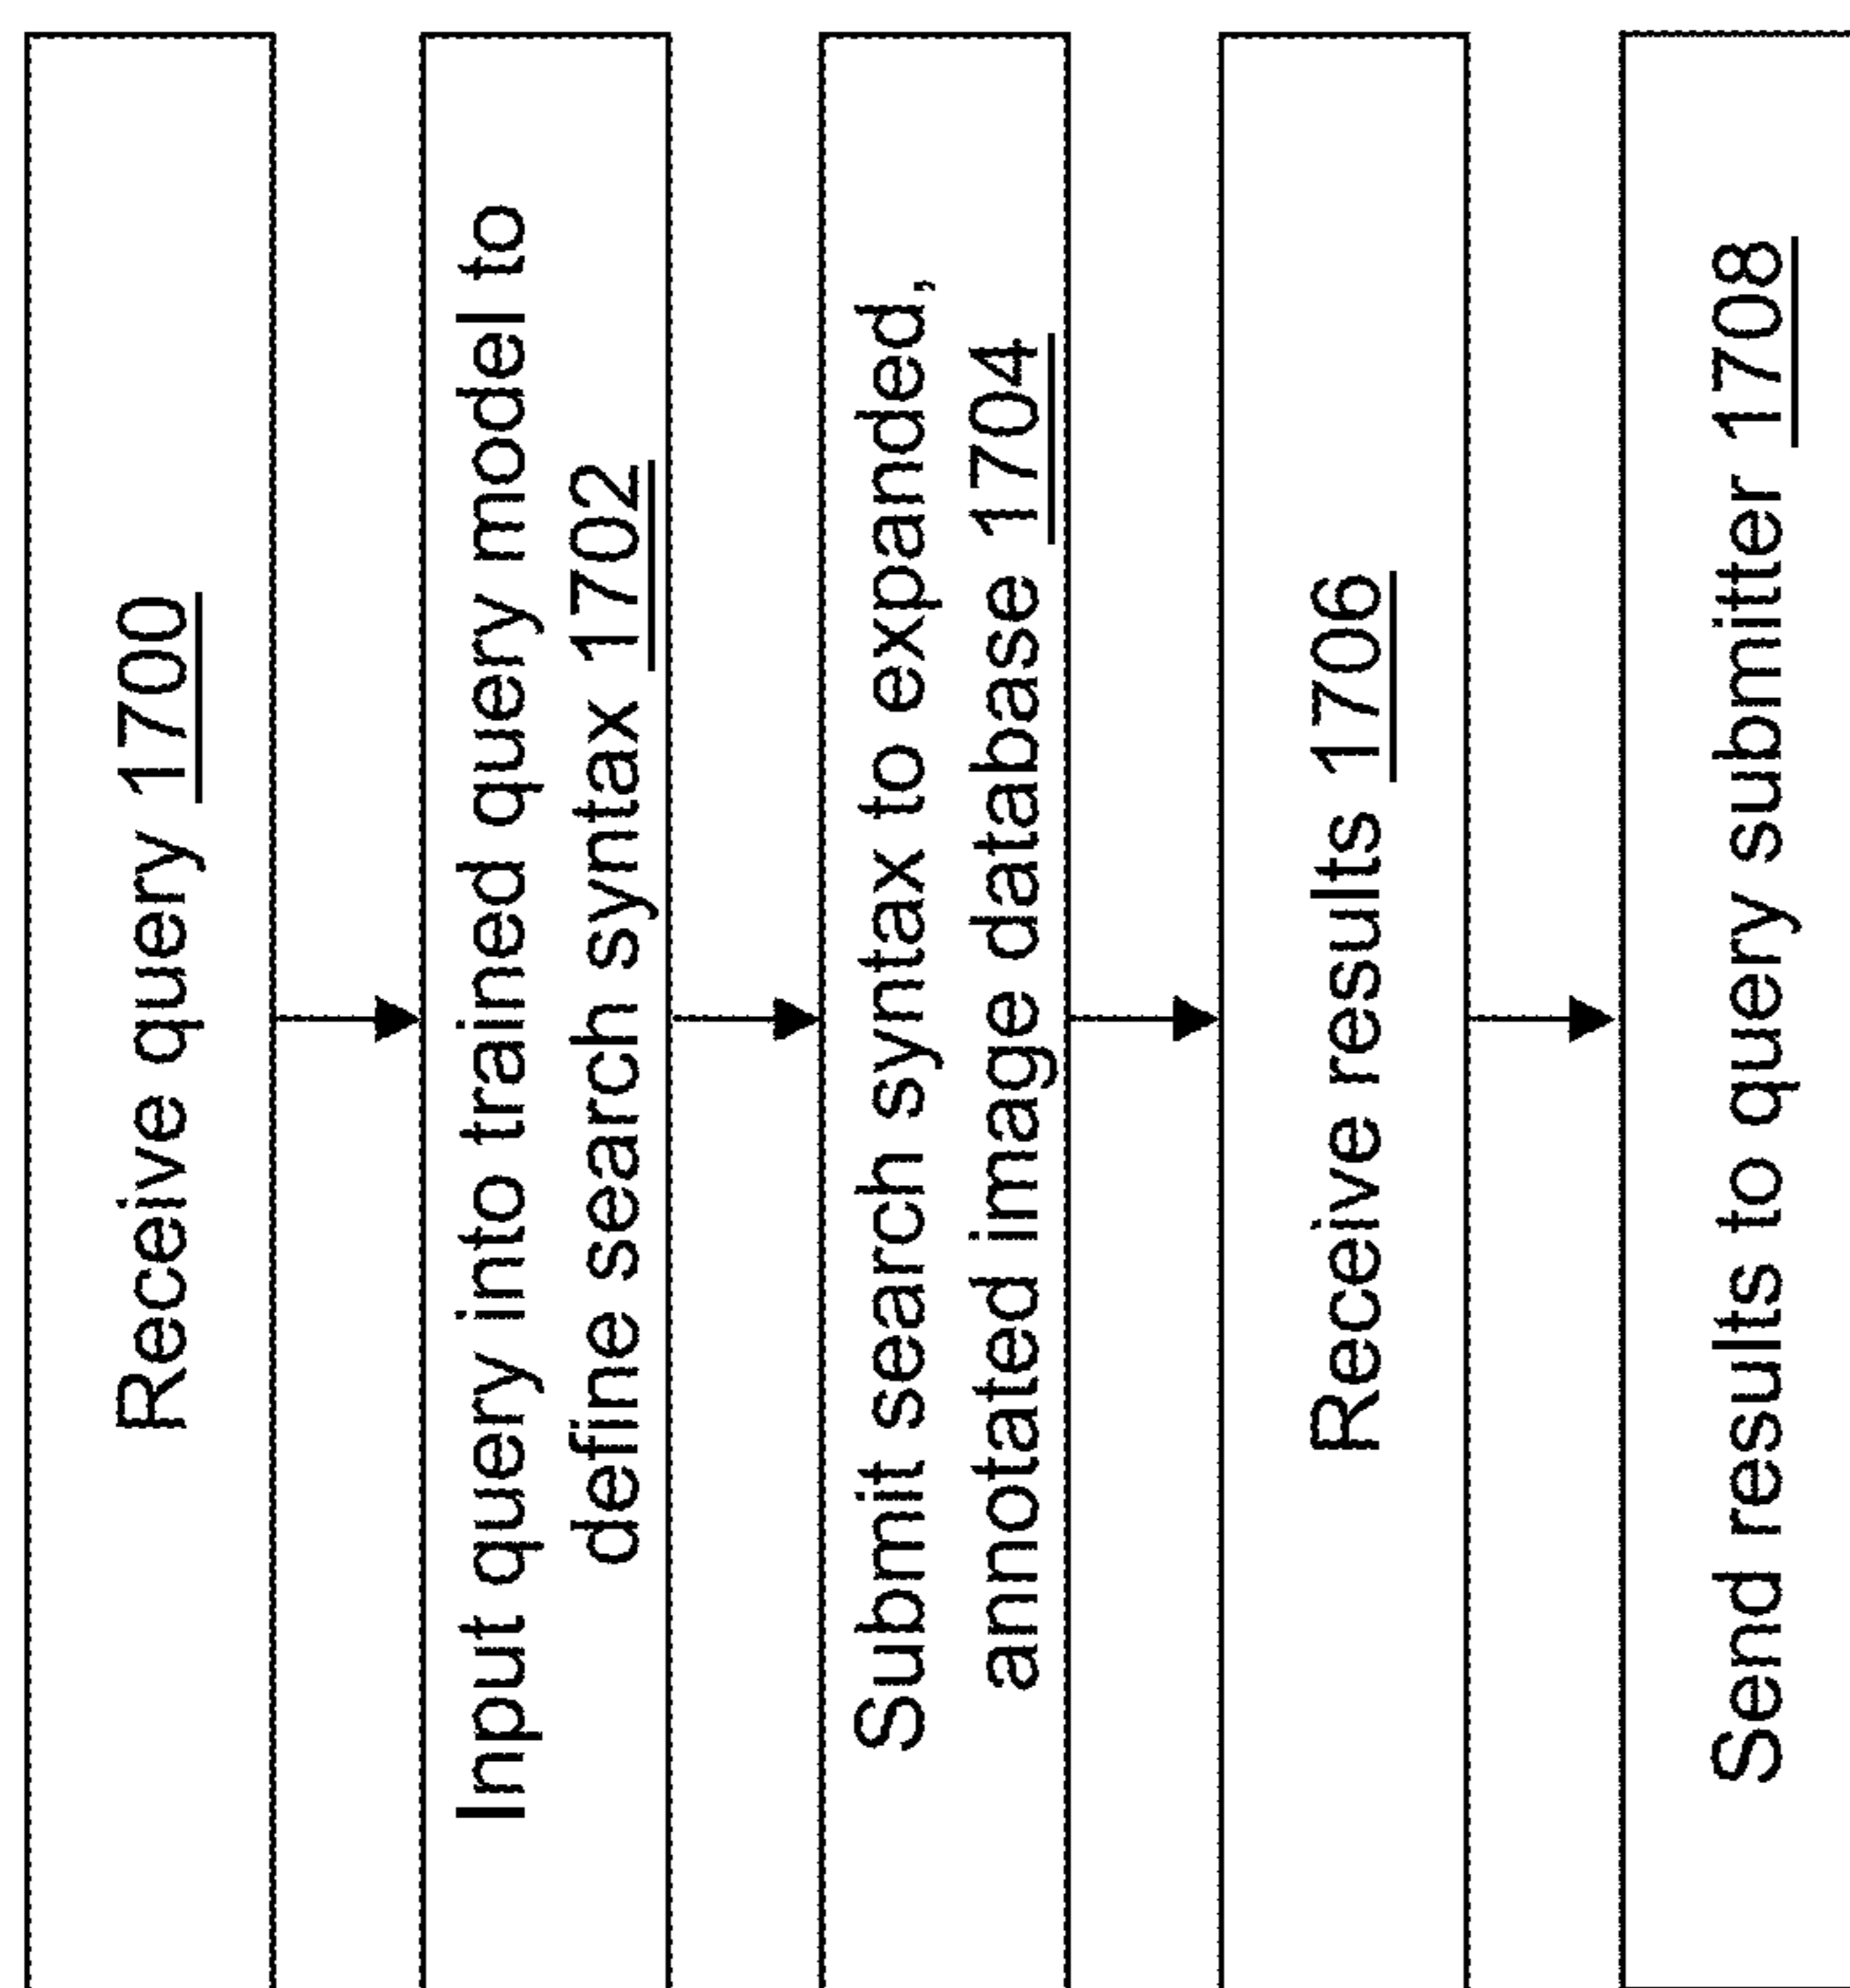 Receive query 1700
Input query into trained query model to
define search syntax 1702
Submit search syntax to expanded,
annotated image database 1704
Receive results 1706
Send results to query submitter 1708